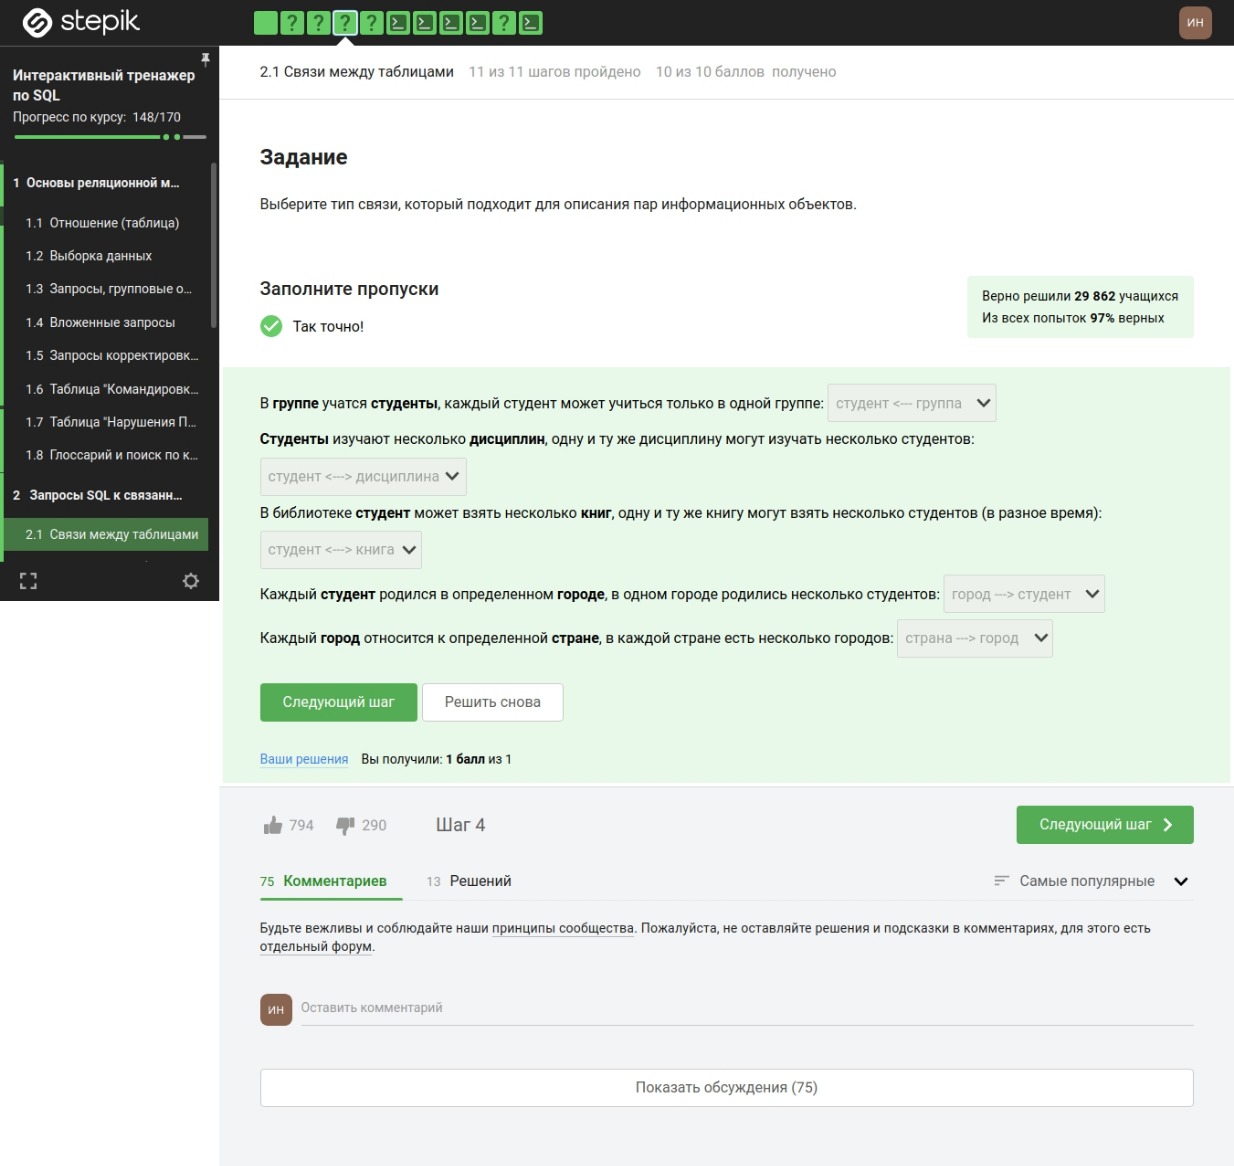 stepik
? ? ? ? ?
ИН
Интерактивный тренажер
по SQL
Прогресс по курсу: 148/170
1 Основы реляционной м...
1.1 Отношение (таблица)
1.2 Выборка данных
1.3 Запросы, групповые о...
1.4 Вложенные запросы
1.5 Запросы корректировк...
1.6 Таблица "Командировк...
1.7 Таблица "Нарушения П...
1.8 Глоссарий и поиск по к...
2 Запросы SQL к связанн...
2.1 Связи между таблицами
2.1 Связи между таблицами 11 из 11 шагов пройдено 10 из 10 баллов получено
Задание
Выберите тип связи, который подходит для описания пар информационных объектов.
Заполните пропуски
Так точно!
Верно решили 29 862 учащихся
Из всех попыток 97% верных
В группе учатся студенты, каждый студент может учиться только в одной группе: студент <--- группа
Студенты изучают несколько дисциплин, одну и ту же дисциплину могут изучать несколько студентов:
студент <---> дисциплина
В библиотеке студент может взять несколько книг, одну и ту же книгу могут взять несколько студентов (в разное время):
студент <---> книга
Каждый студент родился в определенном городе, в одном городе родились несколько студентов: город ---> студент
Каждый город относится к определенной стране, в каждой стране есть несколько городов: страна ---> город
Следующий шаг Решить снова
Ваши решения Вы получили: 1 балл из 1
794 290 Шаг 4 Следующий шаг
75 Комментариев 13 Решений Самые популярные
Будьте вежливы и соблюдайте наши принципы сообщества. Пожалуйста, не оставляйте решения и подсказки в комментариях, для этого есть
отдельный форум.
ИН Оставить комментарий
Показать обсуждения (75)